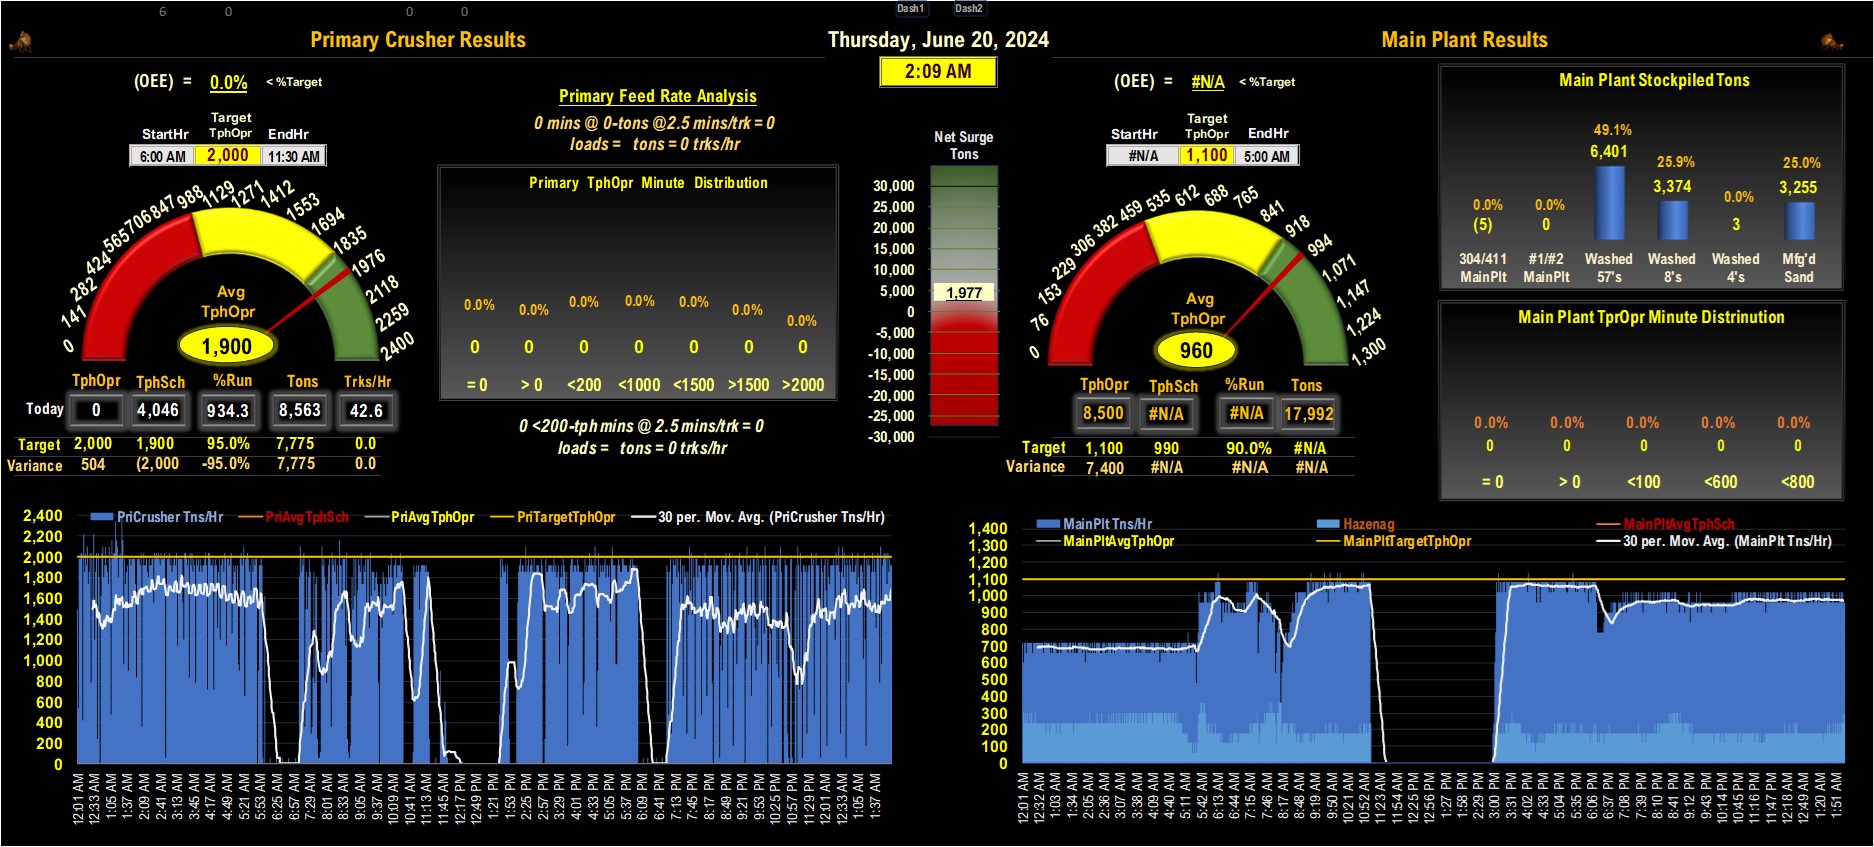 6 0 0 0 Dash1 Dash2
Primary Crusher Results
Thursday, June 20, 2024
Main Plant Results
2:09 AM
(OEE) = 0.0% < %Target
Target
StartHr TphOpr EndHr
6:00 AM 2,000 11:30 AM
0 141 282 424 565 706 847 988 1129 1271 1412 1553 1694 1835 1976 2118 2259 2400
Avg
TphOpr
1,900
TphOpr TphSch %Run Tons Trks/Hr
Today 0 4,046 934.3 8,563 42.6
Target 2,000 1,900 95.0% 7,775 0.0
Variance 504 (2,000 -95.0% 7,775 0.0
Primary Feed Rate Analysis
0 mins @ 0-tons @2.5 mins/trk = 0
loads = tons = 0 trks/hr
Primary TphOpr Minute Distribution
0.0% 0.0% 0.0% 0.0% 0.0% 0.0% 0.0%
0 0 0 0 0 0 0
= 0 > 0 <200 <1000 <1500 >1500 >2000
0 <200-tph mins @ 2.5 mins/trk = 0
loads = tons = 0 trks/hr
Net Surge
Tons
30,000
25,000
20,000
15,000
10,000
5,000
1,977
0
-5,000
-10,000
-15,000
-20,000
-25,000
-30,000
(OEE) = #N/A < %Target
Target
StartHr TphOpr EndHr
#N/A 1,100 5:00 AM
0 76 153 229 306 382 459 535 612 688 765 841 918 994 1,071 1,147 1,224 1,300
Avg
TphOpr
960
TphOpr TphSch %Run Tons
8,500 #N/A #N/A 17,992
Target 1,100 990 90.0% #N/A
Variance 7,400 #N/A #N/A #N/A
Main Plant Stockpiled Tons
0.0% 0.0% 49.1% 25.9% 0.0% 25.0%
(5) 0 6,401 3,374 3 3,255
304/411 #1/#2 Washed Washed Washed Mfg'd
MainPlt MainPlt 57's 8's 4's Sand
Main Plant TprOpr Minute Distrinution
0.0% 0.0% 0.0% 0.0% 0.0%
0 0 0 0 0
= 0 > 0 <100 <600 <800
PriCrusher Tns/Hr PriAvgTphSch PriAvgTphOpr PriTargetTphOpr 30 per. Mov. Avg. (PriCrusher Tns/Hr)
2,400
2,200
2,000
1,800
1,600
1,400
1,200
1,000
800
600
400
200
0
12:01 AM 12:33 AM 1:05 AM 1:37 AM 2:09 AM 2:41 AM 3:13 AM 3:45 AM 4:17 AM 4:49 AM 5:21 AM 5:53 AM 6:25 AM 6:57 AM 7:29 AM 8:01 AM 8:33 AM 9:05 AM 9:37 AM 10:09 AM 10:41 AM 11:13 AM 11:45 AM 12:17 PM 12:49 PM 1:21 PM 1:53 PM 2:25 PM 2:57 PM 3:29 PM 4:01 PM 4:33 PM 5:05 PM 5:37 PM 6:09 PM 6:41 PM 7:13 PM 7:45 PM 8:17 PM 8:49 PM 9:21 PM 9:53 PM 10:25 PM 10:57 PM 11:29 PM 12:01 AM 12:33 AM 1:05 AM 1:37 AM
MainPlt Tns/Hr Hazenag MainPltAvgTphSch
MainPltAvgTphOpr MainPltTargetTphOpr 30 per. Mov. Avg. (MainPlt Tns/Hr)
1,400
1,300
1,200
1,100
1,000
900
800
700
600
500
400
300
200
100
0
12:01 AM 12:32 AM 1:03 AM 1:34 AM 2:05 AM 2:36 AM 3:07 AM 3:38 AM 4:09 AM 4:40 AM 5:11 AM 5:42 AM 6:13 AM 6:44 AM 7:15 AM 7:46 AM 8:17 AM 8:48 AM 9:19 AM 9:50 AM 10:21 AM 10:52 AM 11:23 AM 11:54 AM 12:25 PM 12:56 PM 1:27 PM 1:58 PM 2:29 PM 3:00 PM 3:31 PM 4:02 PM 4:33 PM 5:04 PM 5:35 PM 6:06 PM 6:37 PM 7:08 PM 7:39 PM 8:10 PM 8:41 PM 9:12 PM 9:43 PM 10:14 PM 10:45 PM 11:16 PM 11:47 PM 12:18 AM 12:49 AM 1:20 AM 1:51 AM